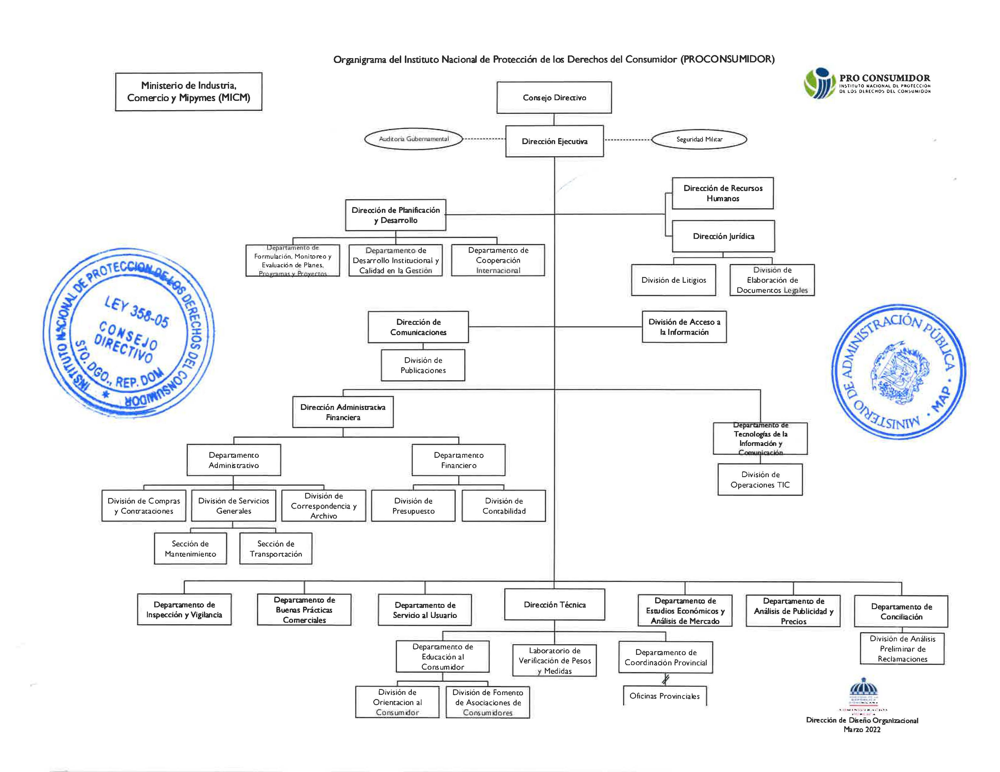 Organigrama del Instituto Nacional de Protección de los Derechos del Consumidor (PROCONSUMIDOR)
Ministerio de Industria,
Comercio y Mipymes (MICM)
PRO CONSUMIDOR
INSTITUTO NACIONAL DE PROTECCIÓN
DE LOS DERECHOS DEL CONSUMIDOR
Consejo Directivo
Auditoría Gubernamental
Dirección Ejecutiva
Seguridad Militar
Dirección de Recursos
Humanos
Dirección de Planificación
y Desarrollo
Dirección Jurídica
Departamento de
Formulación, Monitoreo y
Evaluación de Planes,
Programas y Proyectos
Departamento de
Desarrollo Institucional y
Calidad en la Gestión
Departamento de
Cooperación
Internacional
División de Litigios
División de
Elaboración de
Documentos Legales
INSTITUTO NACIONAL DE PROTECCION DE LOS DERECHOS DEL CONSUMIDOR
LEY 358-05
CONSEJO
DIRECTIVO
STO. DGO., REP. DOM
Dirección de
Comunicaciones
División de Acceso a
la Información
División de
Publicaciones
MINISTERIO DE ADMINISTRACIÓN PÚBLICA
• MAP •
Dirección Administrativa
Financiera
Departamento de
Tecnologías de la
Información y
Comunicación
División de
Operaciones TIC
Departamento
Administrativo
Departamento
Financiero
División de Compras
y Contrataciones
División de Servicios
Generales
División de
Correspondencia y
Archivo
División de
Presupuesto
División de
Contabilidad
Sección de
Mantenimiento
Sección de
Transportación
Departamento de
Inspección y Vigilancia
Departamento de
Buenas Prácticas
Comerciales
Departamento de
Servicio al Usuario
Dirección Técnica
Departamento de
Estudios Económicos y
Análisis de Mercado
Departamento de
Análisis de Publicidad y
Precios
Departamento de
Conciliación
División de Análisis
Preliminar de
Reclamaciones
Departamento de
Educación al
Consumidor
Laboratorio de
Verificación de Pesos
y Medidas
Departamento de
Coordinación Provincial
División de
Orientacion al
Consumidor
División de Fomento
de Asociaciones de
Consumidores
Oficinas Provinciales
Dirección de Diseño Organizacional
Marzo 2022